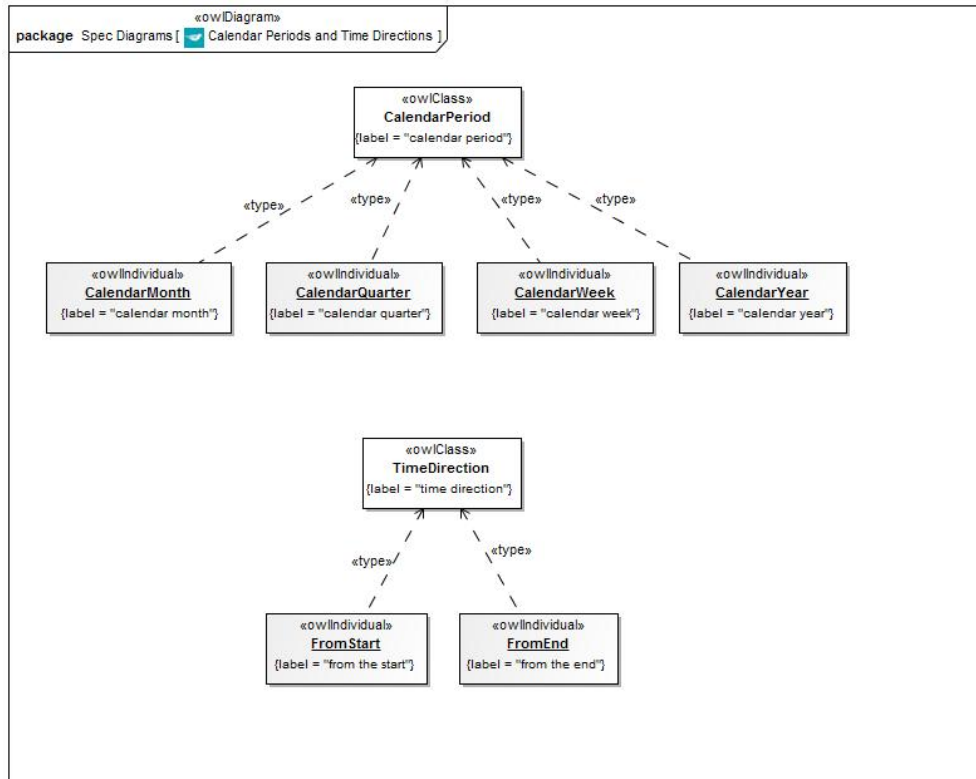 «owlDiagram»
package Spec Diagrams [ Calendar Periods and Time Directions ]
«owlClass»
CalendarPeriod
{label = "calendar period"}
«type» «type» «type» «type»
«owlIndividual» «owlIndividual» «owlIndividual» «owlIndividual»
CalendarMonth CalendarQuarter CalendarWeek CalendarYear
{label = "calendar month"} {label = "calendar quarter"} {label = "calendar week"} {label = "calendar year"}
«owlClass»
TimeDirection
{label = "time direction"}
«type» «type»
«owlIndividual» «owlIndividual»
FromStart FromEnd
{label = "from the start"} {label = "from the end"}